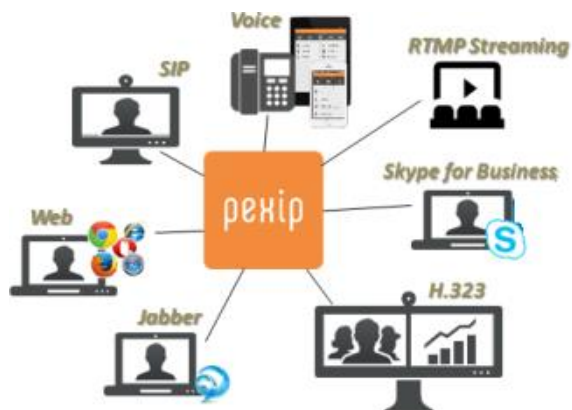 Voice
RTMP Streaming
SIP
Skype for Business
pexip
Web
H.323
Jabber